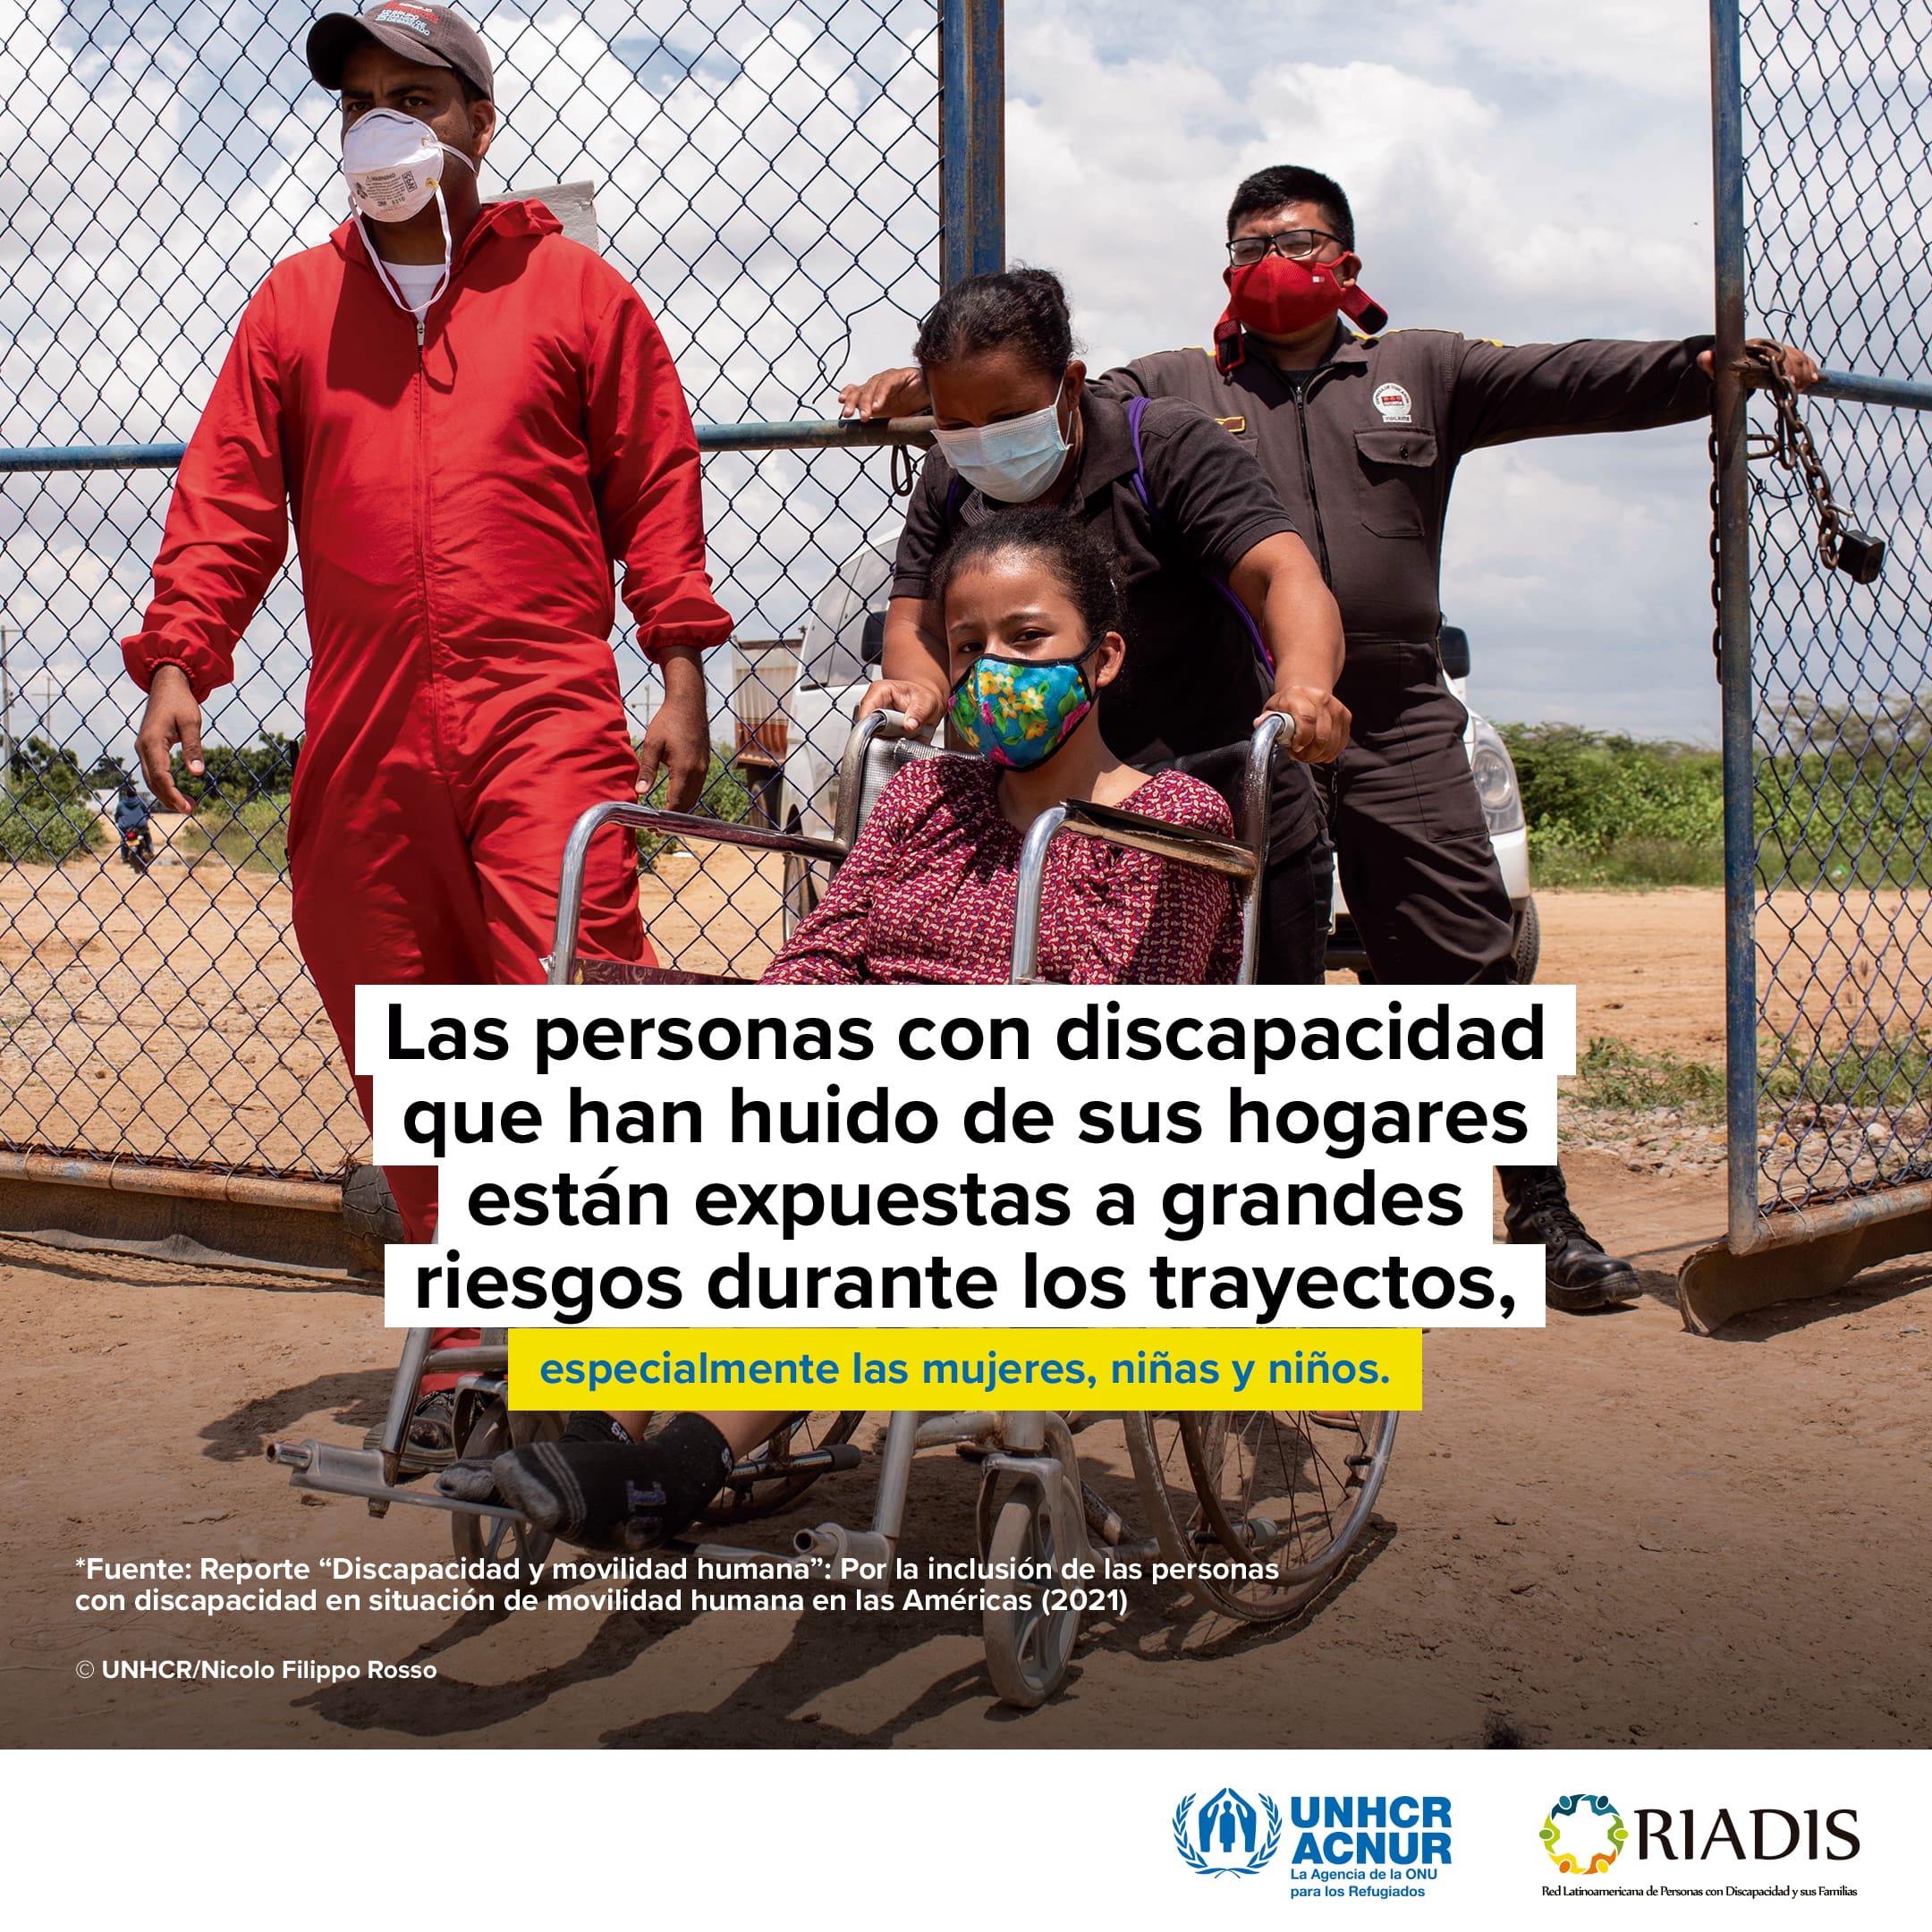 Las personas con discapacidad
que han huido de sus hogares
están expuestas a grandes
riesgos durante los trayectos,
especialmente las mujeres, niñas y niños.
*Fuente: Reporte “Discapacidad y movilidad humana”: Por la inclusión de las personas
con discapacidad en situación de movilidad humana en las Américas (2021)
© UNHCR/Nicolo Filippo Rosso
UNHCR
ACNUR
La Agencia de la ONU
para los Refugiados
RIADIS
Red Latinoamericana de Personas con Discapacidad y sus Familias